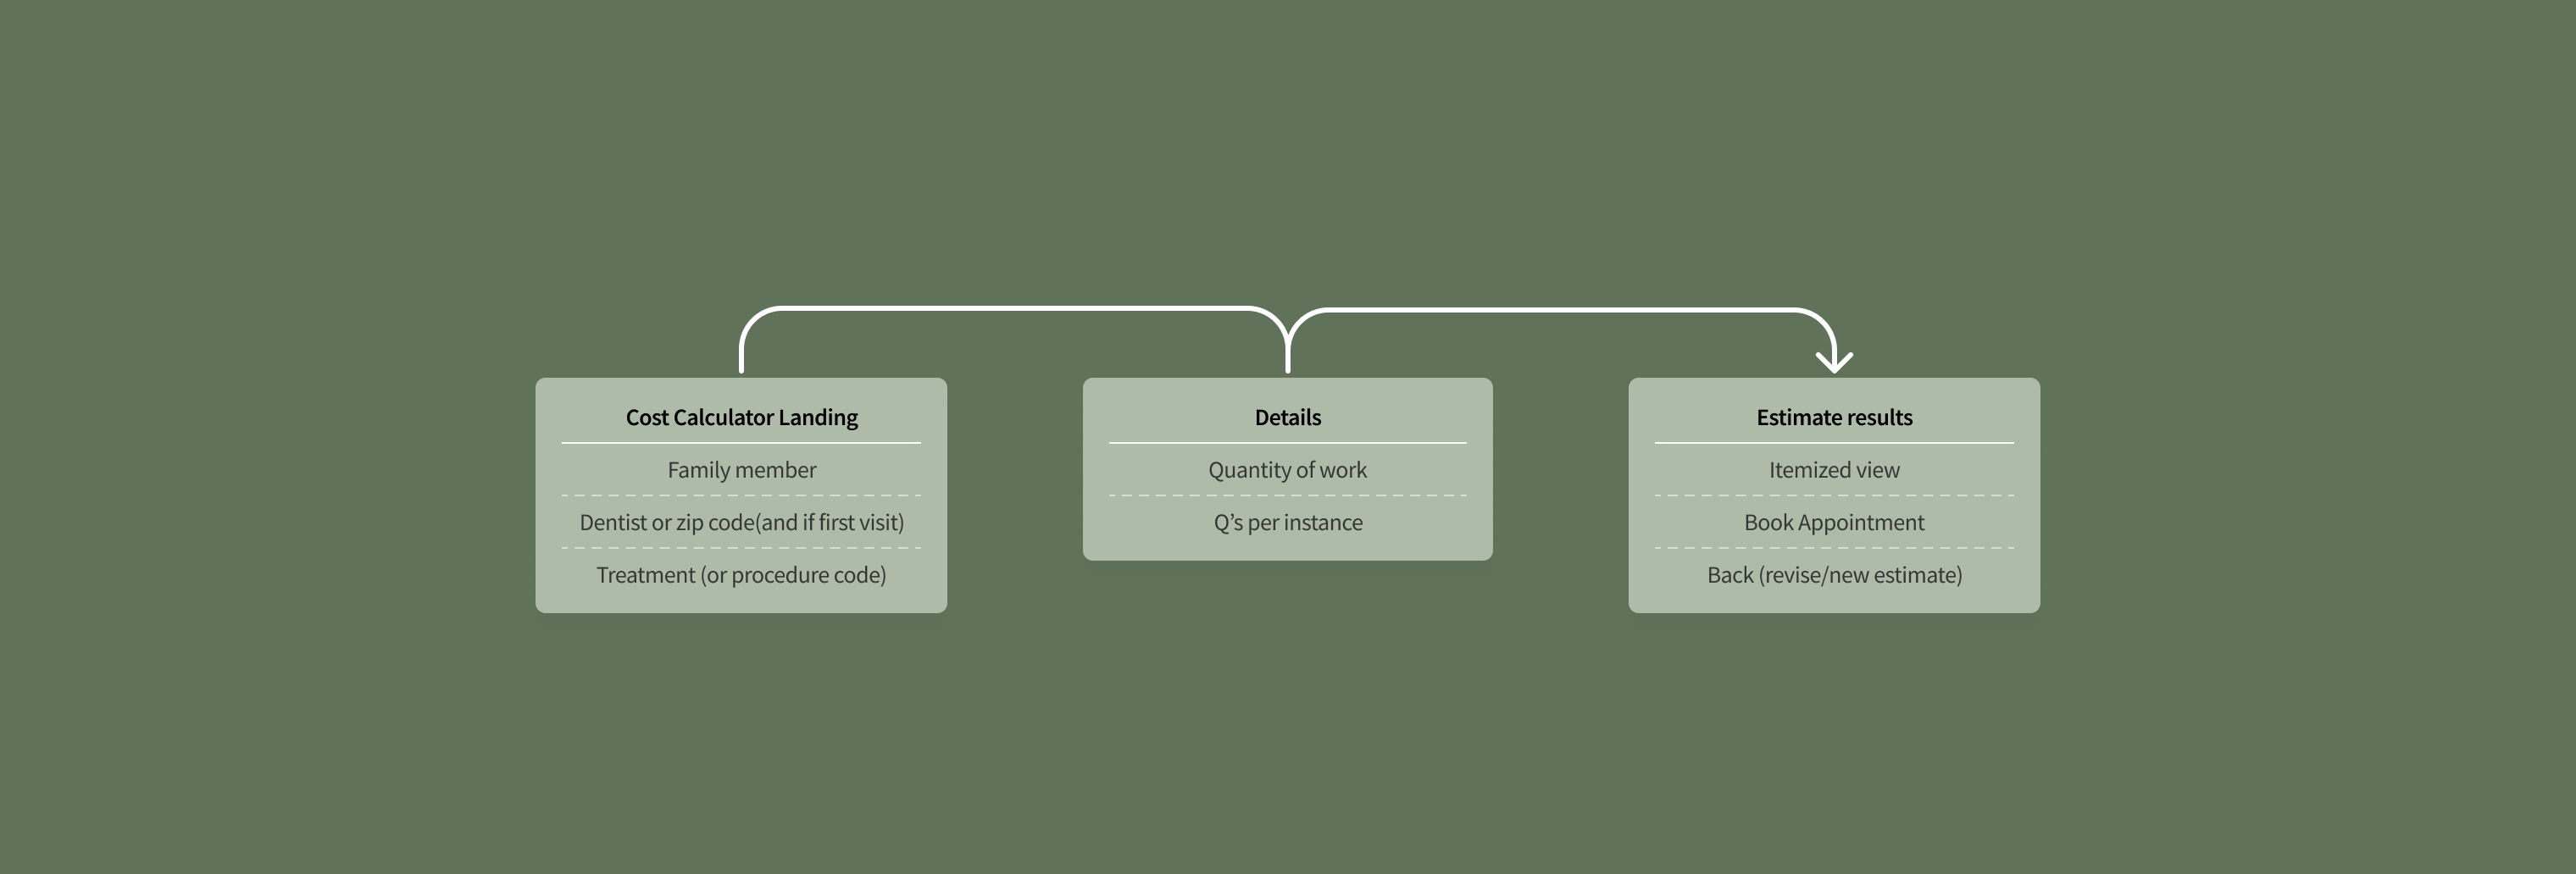 Cost Calculator Landing
Family member
Dentist or zip code(and if first visit)
Treatment (or procedure code)
Details
Quantity of work
Q’s per instance
Estimate results
Itemized view
Book Appointment
Back (revise/new estimate)